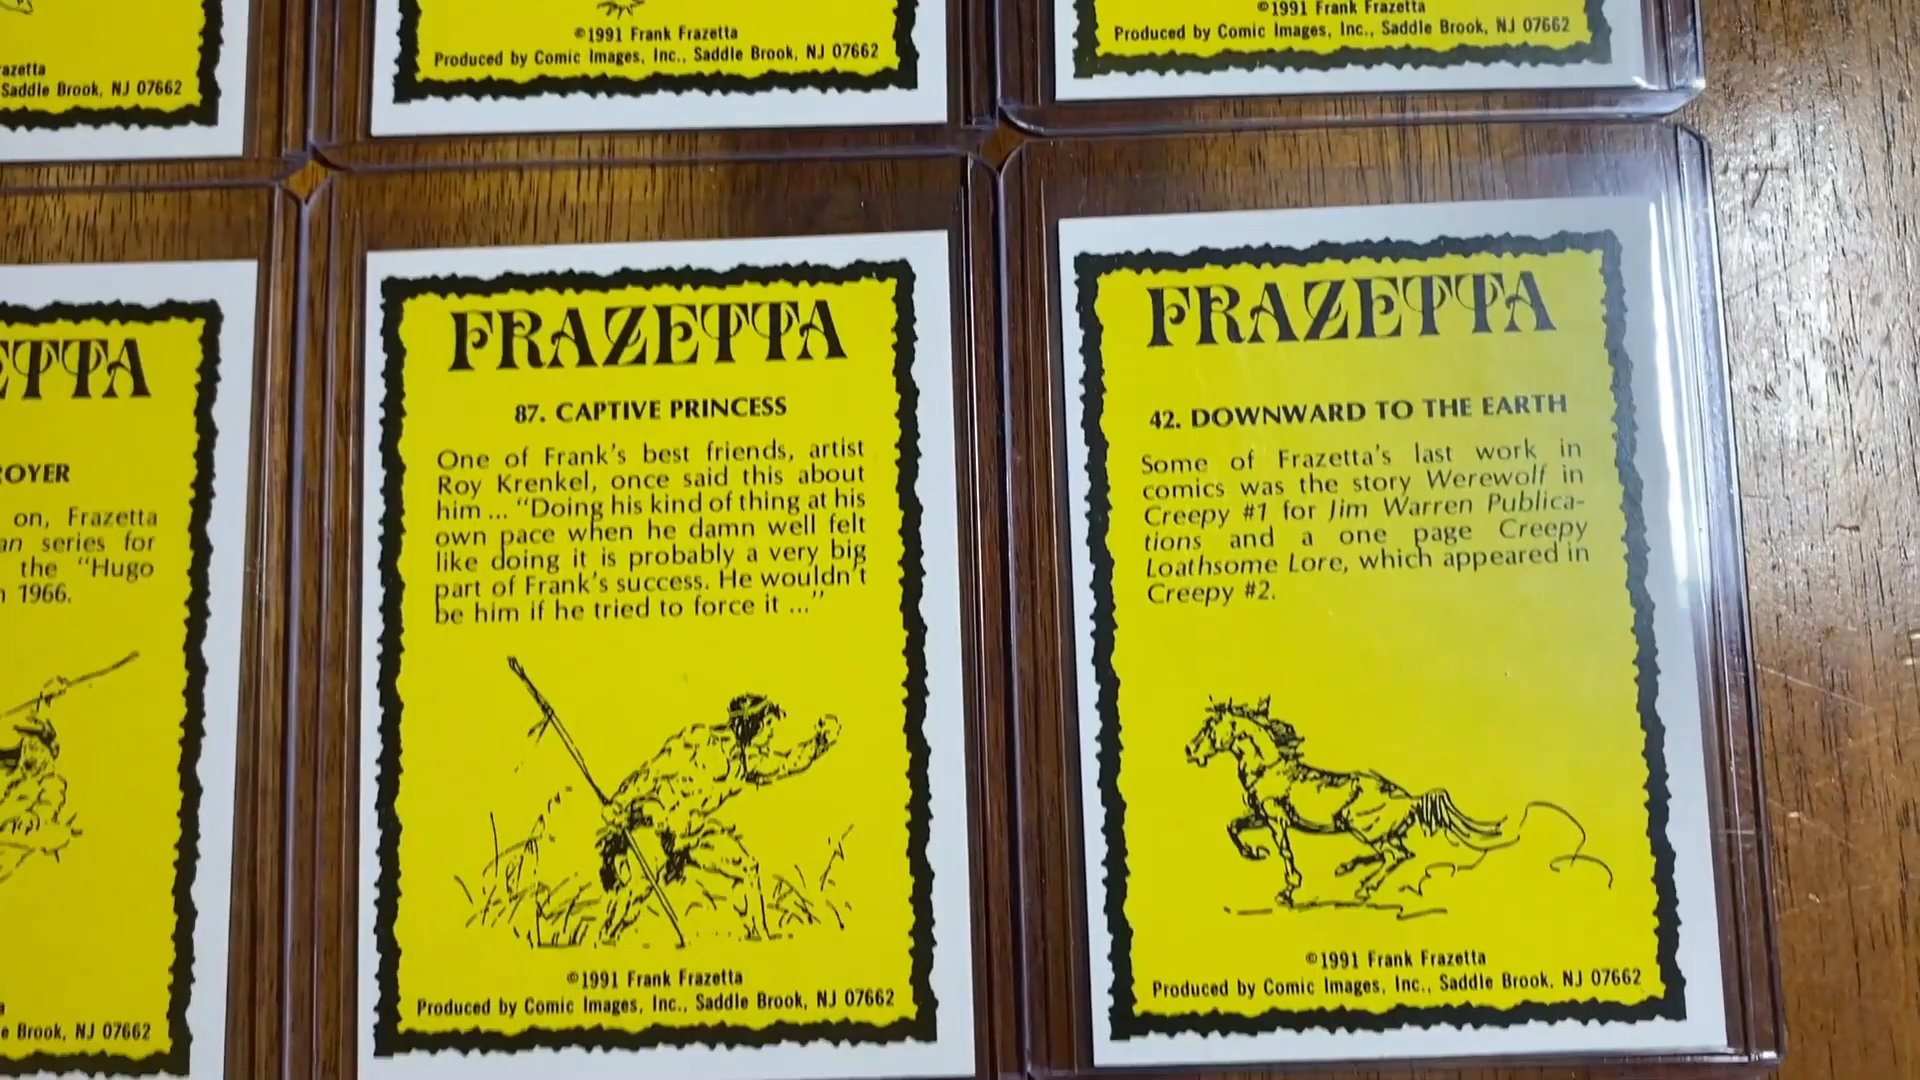 ©1991 Frank Frazetta
Produced by Comic Images, Inc., Saddle Brook, NJ 07662
©1991 Frank Frazetta
Produced by Comic Images, Inc., Saddle Brook, NJ 07662
Saddle Brook, NJ 07662
on, Frazetta
series for
the "Hugo
1966.
Brook, NJ 07662
FRAZETTA
87. CAPTIVE PRINCESS
One of Frank's best friends, artist
Roy Krenkel, once said this about
him ... "Doing his kind of thing at his
own pace when he damn well felt
like doing it is probably a very big
part of Frank's success. He wouldn't
be him if he tried to force it ..."
©1991 Frank Frazetta
Produced by Comic Images, Inc., Saddle Brook, NJ 07662
FRAZETTA
42. DOWNWARD TO THE EARTH
Some of Frazetta's last work in
comics was the story Werewolf in
Creepy #1 for Jim Warren Publica-
tions and a one page Creepy
Loathsome Lore, which appeared in
Creepy #2.
©1991 Frank Frazetta
Produced by Comic Images, Inc., Saddle Brook, NJ 07662